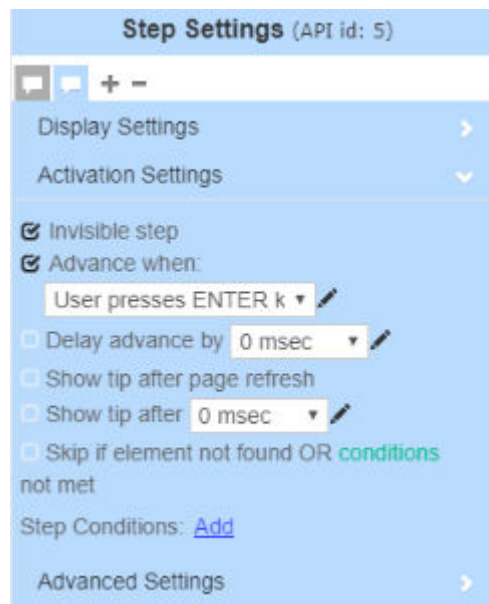 Step Settings (API id: 5)
+ -
Display Settings
Activation Settings
Invisible step
Advance when:
User presses ENTER k
Delay advance by 0 msec
Show tip after page refresh
Show tip after 0 msec
Skip if element not found OR conditions
not met
Step Conditions: Add
Advanced Settings